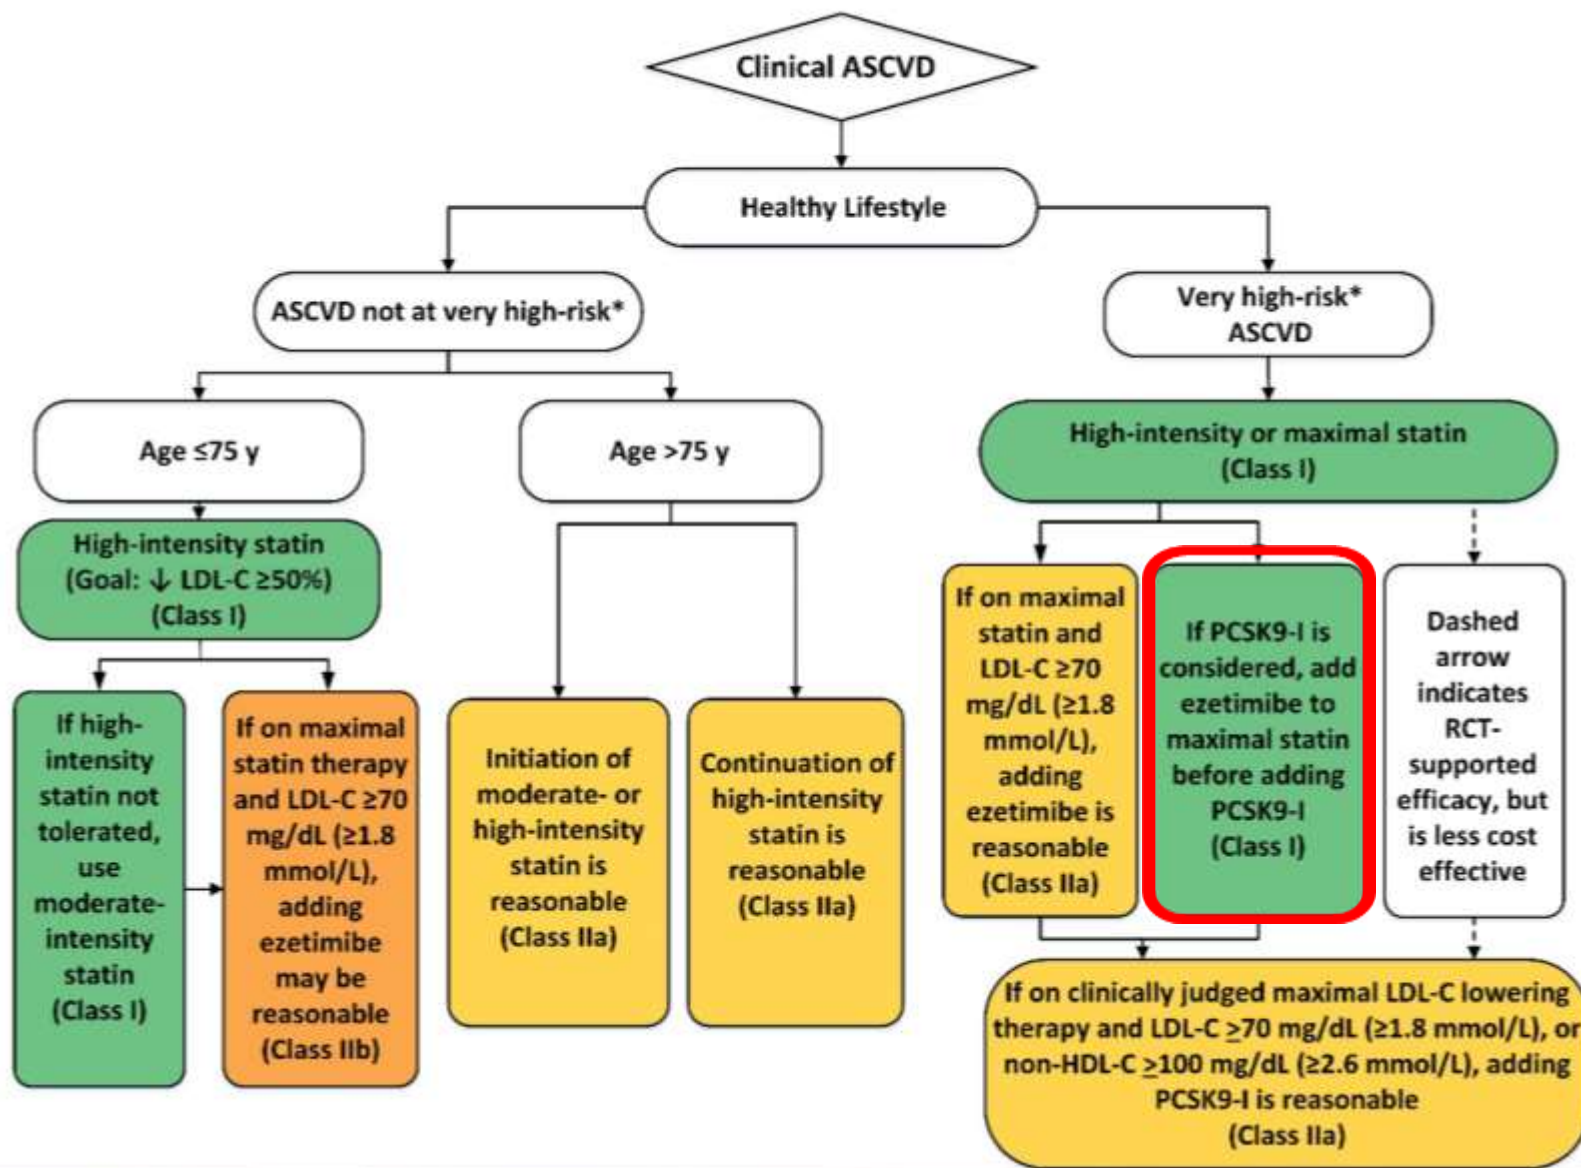 Clinical ASCVD
Healthy Lifestyle
ASCVD not at very high-risk*
Very high-risk*
ASCVD
Age ≤75 y
Age >75 y
High-intensity or maximal statin
(Class I)
High-intensity statin
(Goal: ↓ LDL-C ≥50%)
(Class I)
If high-
intensity
statin not
tolerated,
use
moderate-
intensity
statin
(Class I)
If on maximal
statin therapy
and LDL-C ≥70
mg/dL (≥1.8
mmol/L),
adding
ezetimibe
may be
reasonable
(Class IIb)
Initiation of
moderate- or
high-intensity
statin is
reasonable
(Class IIa)
Continuation of
high-intensity
statin is
reasonable
(Class IIa)
If on maximal
statin and
LDL-C ≥70
mg/dL (≥1.8
mmol/L),
adding
ezetimibe is
reasonable
(Class IIa)
If PCSK9-I is
considered, add
ezetimibe to
maximal statin
before adding
PCSK9-I
(Class I)
Dashed
arrow
indicates
RCT-
supported
efficacy, but
is less cost
effective
If on clinically judged maximal LDL-C lowering
therapy and LDL-C ≥70 mg/dL (≥1.8 mmol/L), or
non-HDL-C ≥100 mg/dL (≥2.6 mmol/L), adding
PCSK9-I is reasonable
(Class IIa)